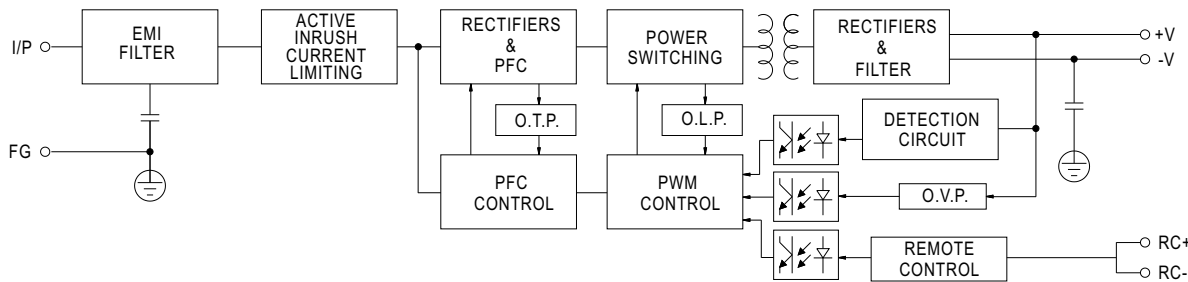 I/P
EMI
FILTER
ACTIVE
INRUSH
CURRENT
LIMITING
RECTIFIERS
&
PFC
POWER
SWITCHING
RECTIFIERS
&
FILTER
+V
-V
O.T.P.
O.L.P.
DETECTION
CIRCUIT
FG
PFC
CONTROL
PWM
CONTROL
O.V.P.
REMOTE
CONTROL
RC+
RC-